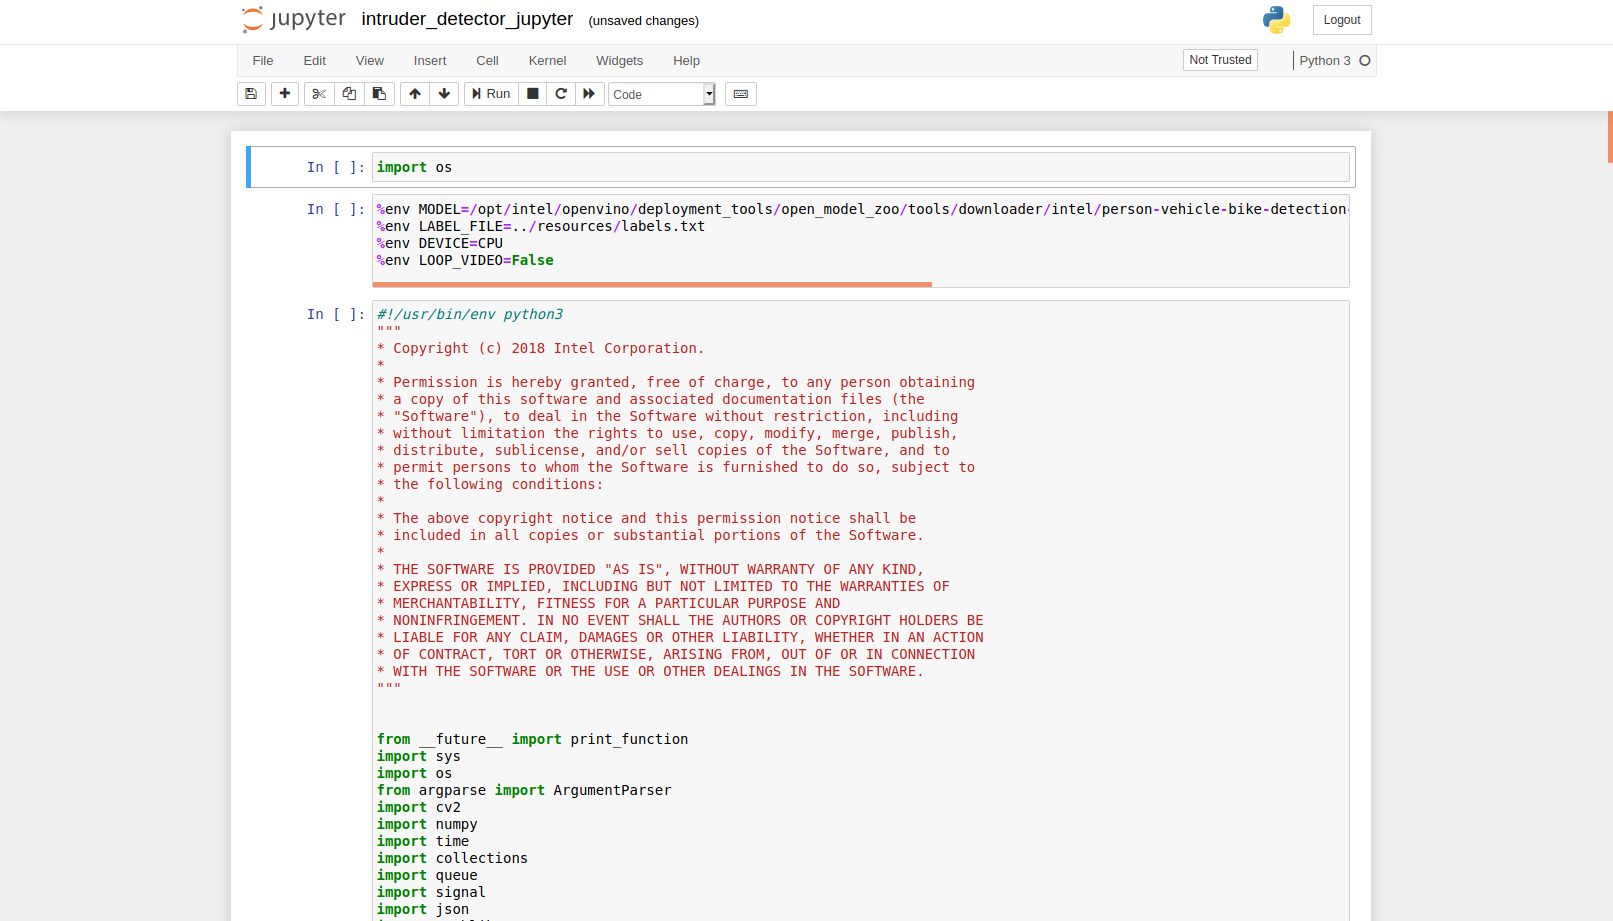 jupyter intruder_detector_jupyter (unsaved changes) Logout
File Edit View Insert Cell Kernel Widgets Help Not Trusted Python 3
Run Code
In [ ]: import os
In [ ]: %env MODEL=/opt/intel/openvino/deployment_tools/open_model_zoo/tools/downloader/intel/person-vehicle-bike-detection-
%env LABEL_FILE=../resources/labels.txt
%env DEVICE=CPU
%env LOOP_VIDEO=False
In [ ]: #!/usr/bin/env python3
"""
* Copyright (c) 2018 Intel Corporation.
*
* Permission is hereby granted, free of charge, to any person obtaining
* a copy of this software and associated documentation files (the
* "Software"), to deal in the Software without restriction, including
* without limitation the rights to use, copy, modify, merge, publish,
* distribute, sublicense, and/or sell copies of the Software, and to
* permit persons to whom the Software is furnished to do so, subject to
* the following conditions:
*
* The above copyright notice and this permission notice shall be
* included in all copies or substantial portions of the Software.
*
* THE SOFTWARE IS PROVIDED "AS IS", WITHOUT WARRANTY OF ANY KIND,
* EXPRESS OR IMPLIED, INCLUDING BUT NOT LIMITED TO THE WARRANTIES OF
* MERCHANTABILITY, FITNESS FOR A PARTICULAR PURPOSE AND
* NONINFRINGEMENT. IN NO EVENT SHALL THE AUTHORS OR COPYRIGHT HOLDERS BE
* LIABLE FOR ANY CLAIM, DAMAGES OR OTHER LIABILITY, WHETHER IN AN ACTION
* OF CONTRACT, TORT OR OTHERWISE, ARISING FROM, OUT OF OR IN CONNECTION
* WITH THE SOFTWARE OR THE USE OR OTHER DEALINGS IN THE SOFTWARE.
"""
from __future__ import print_function
import sys
import os
from argparse import ArgumentParser
import cv2
import numpy
import time
import collections
import queue
import signal
import json